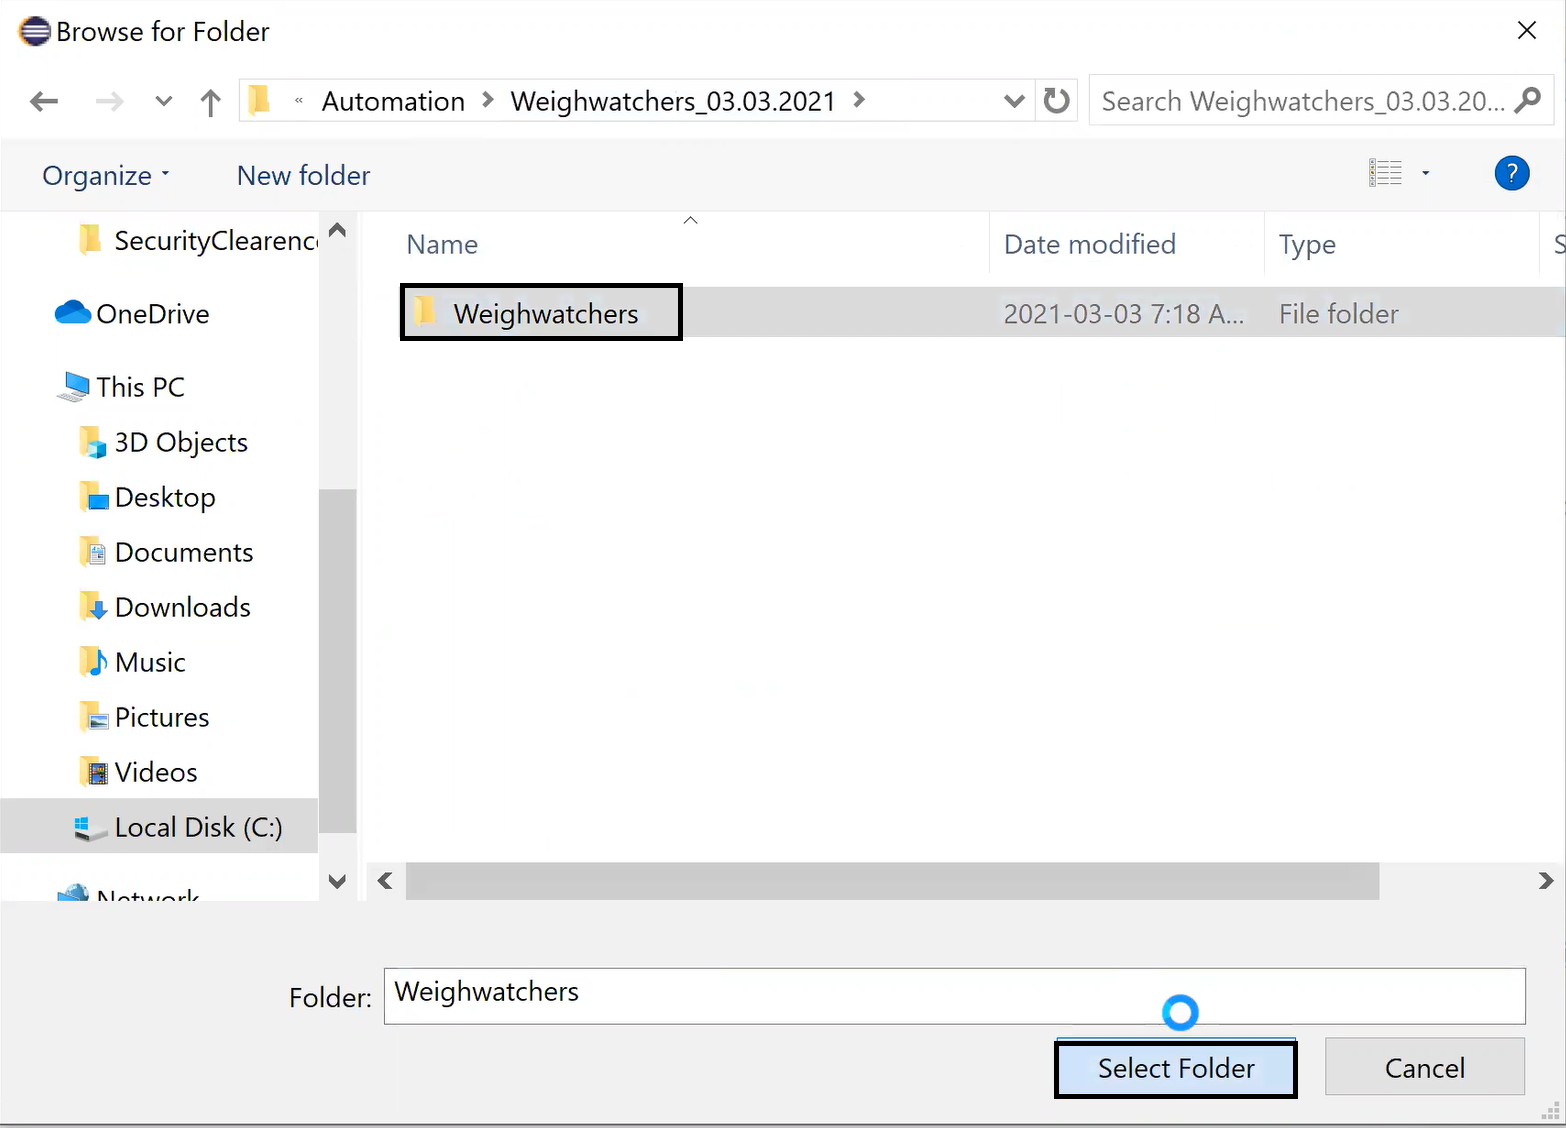 Browse for Folder
« Automation > Weighwatchers_03.03.2021 >
Search Weighwatchers_03.03.20...
Organize
New folder
?
SecurityClearenc
OneDrive
This PC
3D Objects
Desktop
Documents
Downloads
Music
Pictures
Videos
Local Disk (C:)
Network
Name
Date modified
Type
S
Weighwatchers
2021-03-03 7:18 A...
File folder
Folder:
Weighwatchers
Select Folder
Cancel